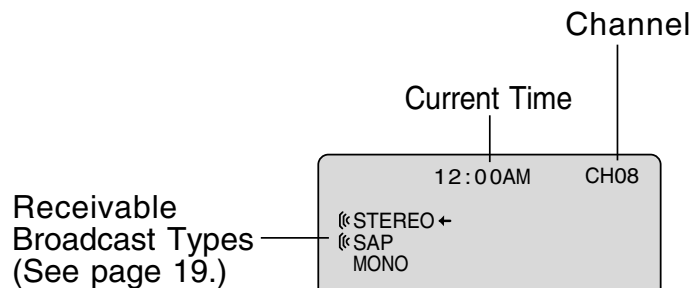 Channel
Current Time
12:00AM CH08
Receivable
Broadcast Types
(See page 19.)
STEREO ←
SAP
MONO